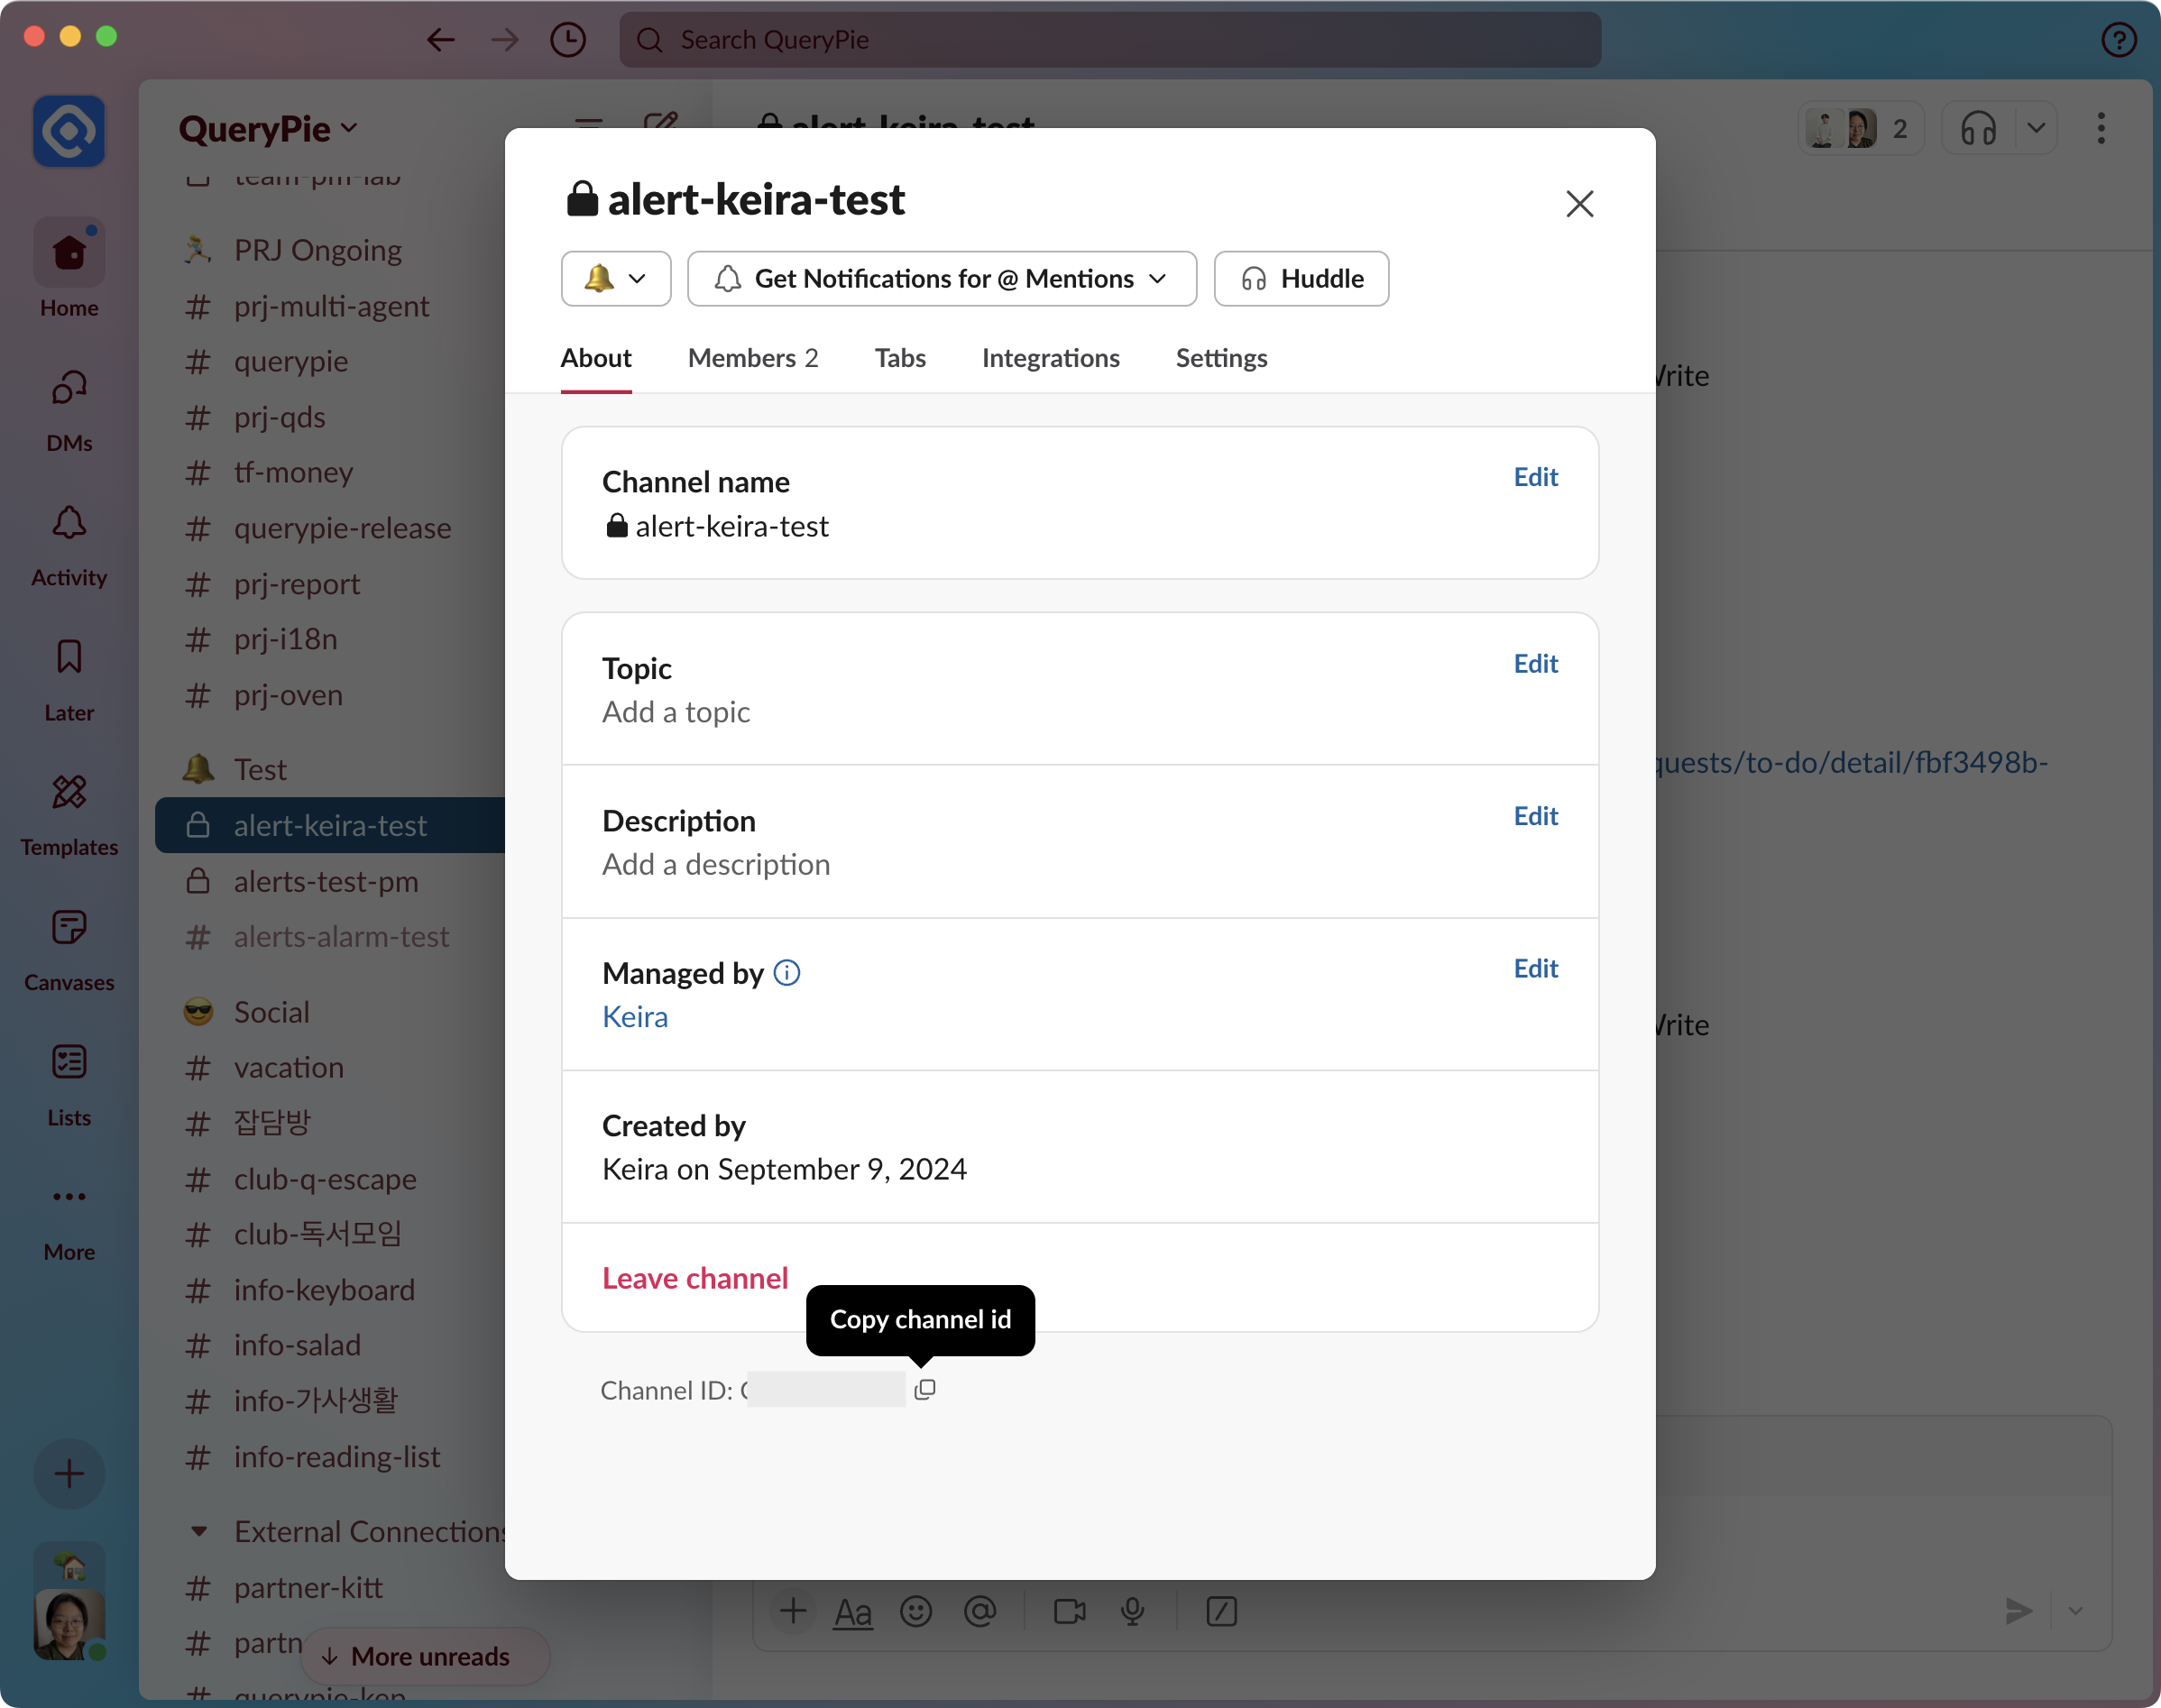 Search QueryPie
QueryPie
Home
DMs
Activity
Later
Templates
Canvases
Lists
More
team-pm-lab
PRJ Ongoing
# prj-multi-agent
# querypie
# prj-qds
# tf-money
# querypie-release
# prj-report
# prj-i18n
# prj-oven
Test
alert-keira-test
alerts-test-pm
# alerts-alarm-test
Social
# vacation
# 잡담방
# club-q-escape
# club-독서모임
# info-keyboard
# info-salad
# info-가사생활
# info-reading-list
External Connections
# partner-kitt
# partn
More unreads
alert-keira-test
2
quests/to-do/detail/fbf3498b-
Aa
alert-keira-test
Get Notifications for @ Mentions
Huddle
About
Members 2
Tabs
Integrations
Settings
Channel name
Edit
alert-keira-test
Topic
Edit
Add a topic
Description
Edit
Add a description
Managed by
Edit
Keira
Created by
Keira on September 9, 2024
Leave channel
Copy channel id
Channel ID: